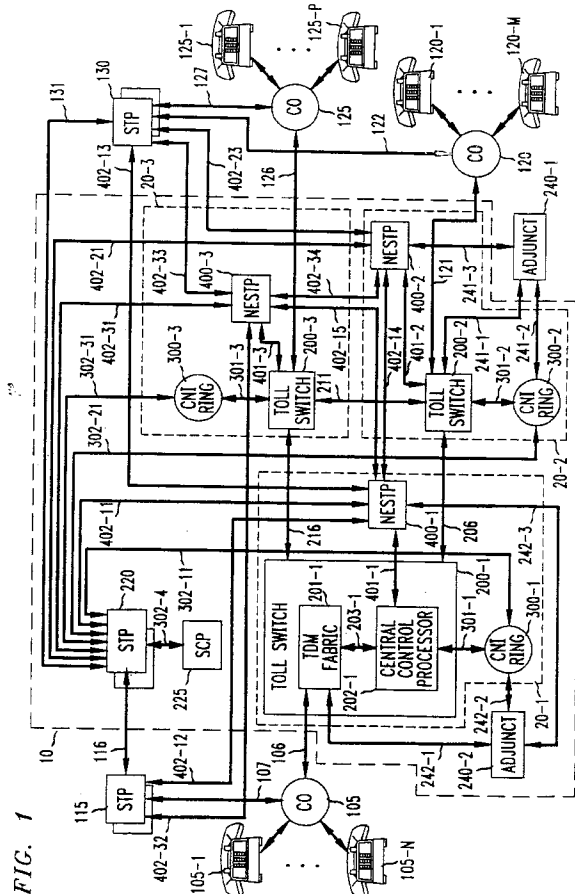 FIG. 1
125-1
125-P
120-1
120-M
131
130
STP
127
CO
125
122
CO
120
402-13
402-23
20-3
126
240-1
ADJUNCT
402-21
402-33
400-3
NESTP
402-34
NESTP
400-2
241-3
121
402-31
302-31
300-3
CNI RING
301-3
401-3
200-3
TOLL SWITCH
402-15
211
402-14
401-2
200-2
TOLL SWITCH
241-1
241-1
241-2
301-2
300-2
CNI RING
20-2
302-21
402-11
302-11
216
NESTP
400-1
206
242-3
220
STP
302-4
SCP
225
TOLL SWITCH
201-1
TDM FABRIC
203-1
401-1
200-1
CENTRAL CONTROL PROCESSOR
202-1
301-1
300-1
CNI RING
20-1
10
116
402-12
106
242-1
242-2
240-2
ADJUNCT
115
STP
107
402-32
CO
105
105-1
105-N